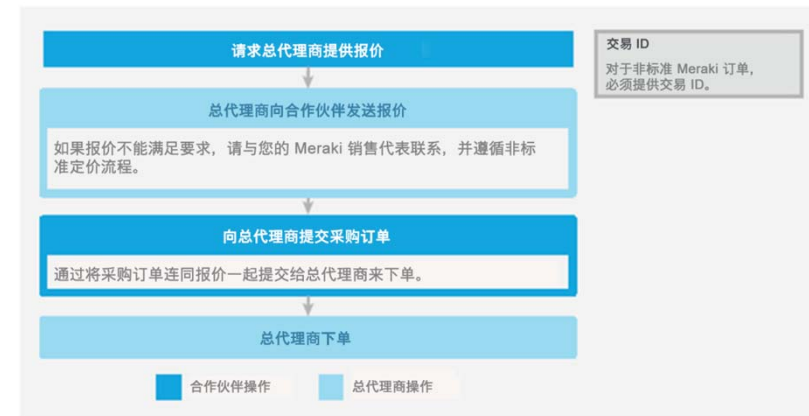 请求总代理商提供报价
交易 ID
对于非标准 Meraki 订单，
必须提供交易 ID。
总代理商向合作伙伴发送报价
如果报价不能满足要求，请与您的 Meraki 销售代表联系，并遵循非标
准定价流程。
向总代理商提交采购订单
通过将采购订单连同报价一起提交给总代理商来下单。
总代理商下单
合作伙伴操作
总代理商操作